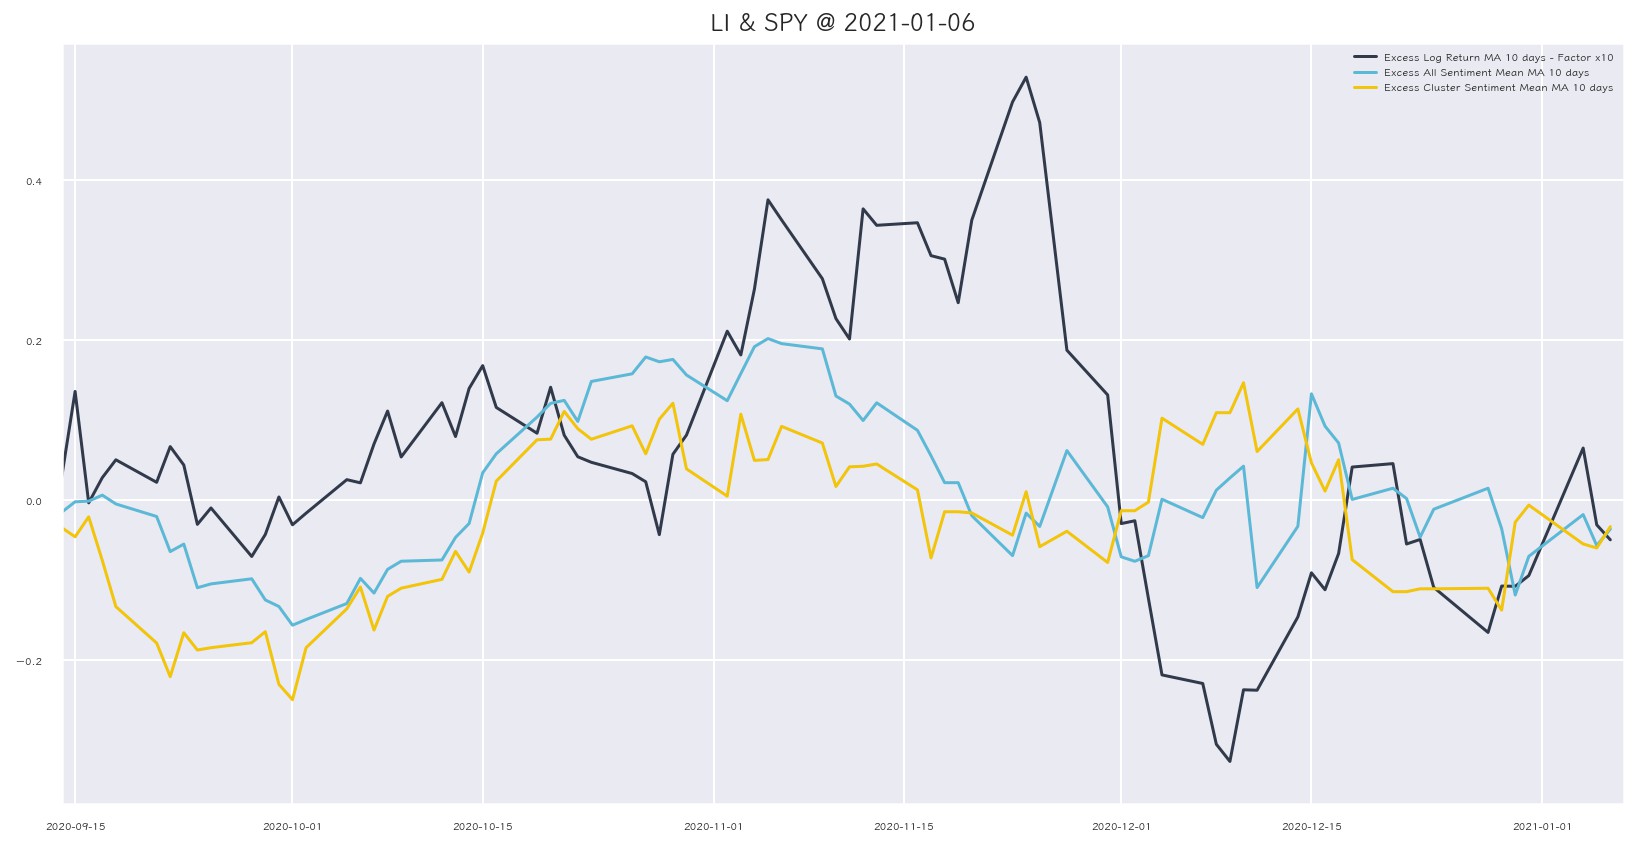 LI & SPY @ 2021-01-06
Excess Log Return MA 10 days - Factor x10
Excess All Sentiment Mean MA 10 days
Excess Cluster Sentiment Mean MA 10 days
0.4
0.2
0.0
−0.2
2020-09-15 2020-10-01 2020-10-15 2020-11-01 2020-11-15 2020-12-01 2020-12-15 2021-01-01